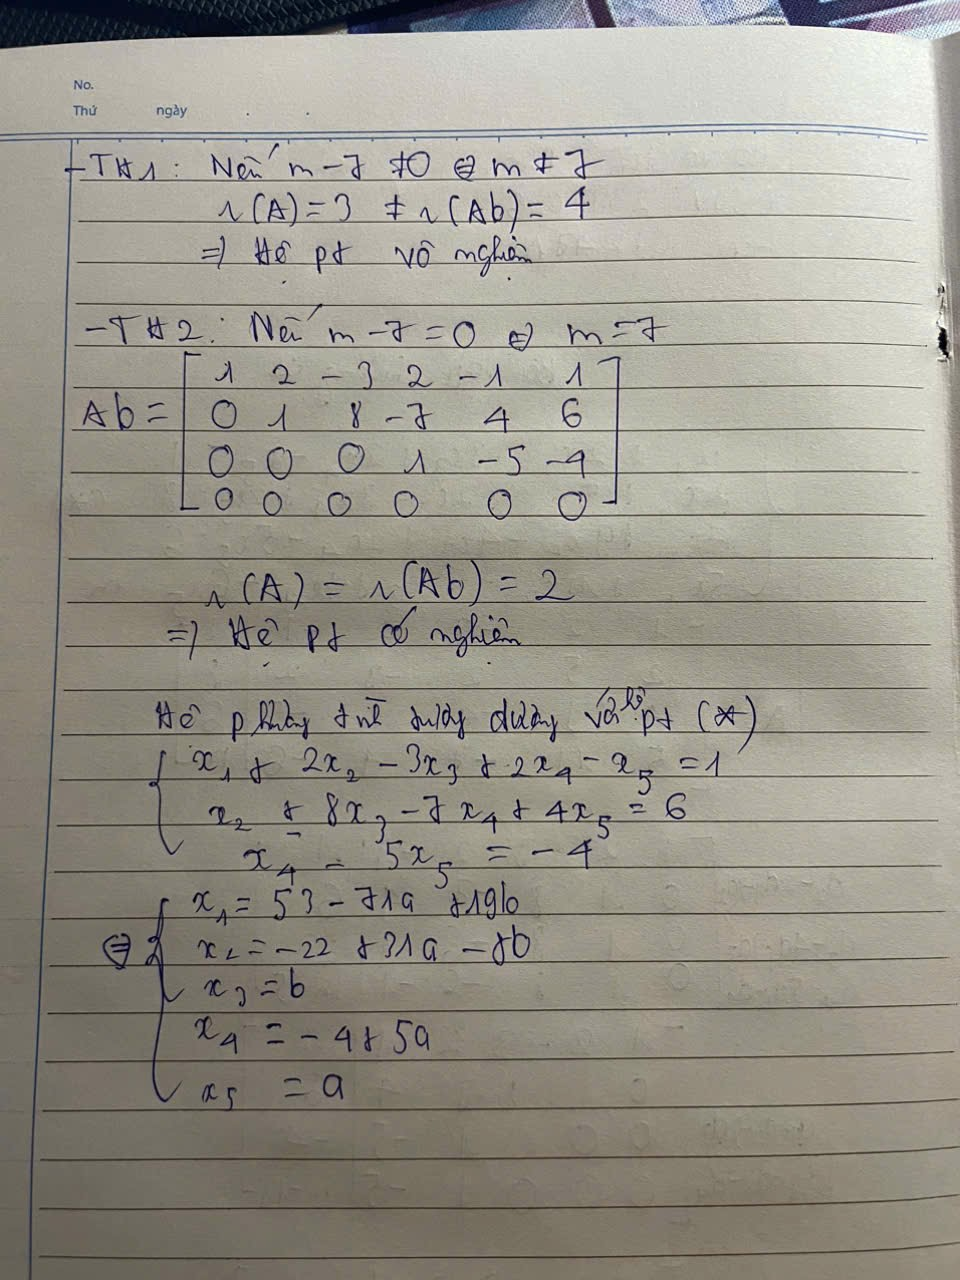 No.
Thứ ngày . .
- TH1: Nếu m - 7 ≠ 0 ⇔ m ≠ 7
r(A) = 3 ≠ r(Ab) = 4
=> Hệ pt vô nghiệm
- TH2: Nếu m - 7 = 0 ⇔ m = 7
Ab = [
1 2 -3 2 -1 1
0 1 8 -7 4 6
0 0 0 1 -5 -4
0 0 0 0 0 0
]
r(A) = r(Ab) = 2
=> Hệ pt có nghiệm
Hệ phương trình tương đương với hệ pt (*)
{ x₁ + 2x₂ - 3x₃ + 2x₄ - x₅ = 1
x₂ + 8x₃ - 7x₄ + 4x₅ = 6
x₄ - 5x₅ = -4
⇔ { x₁ = 53 - 71a + 19b
x₂ = -22 + 31a - 8b
x₃ = b
x₄ = -4 + 5a
x₅ = a